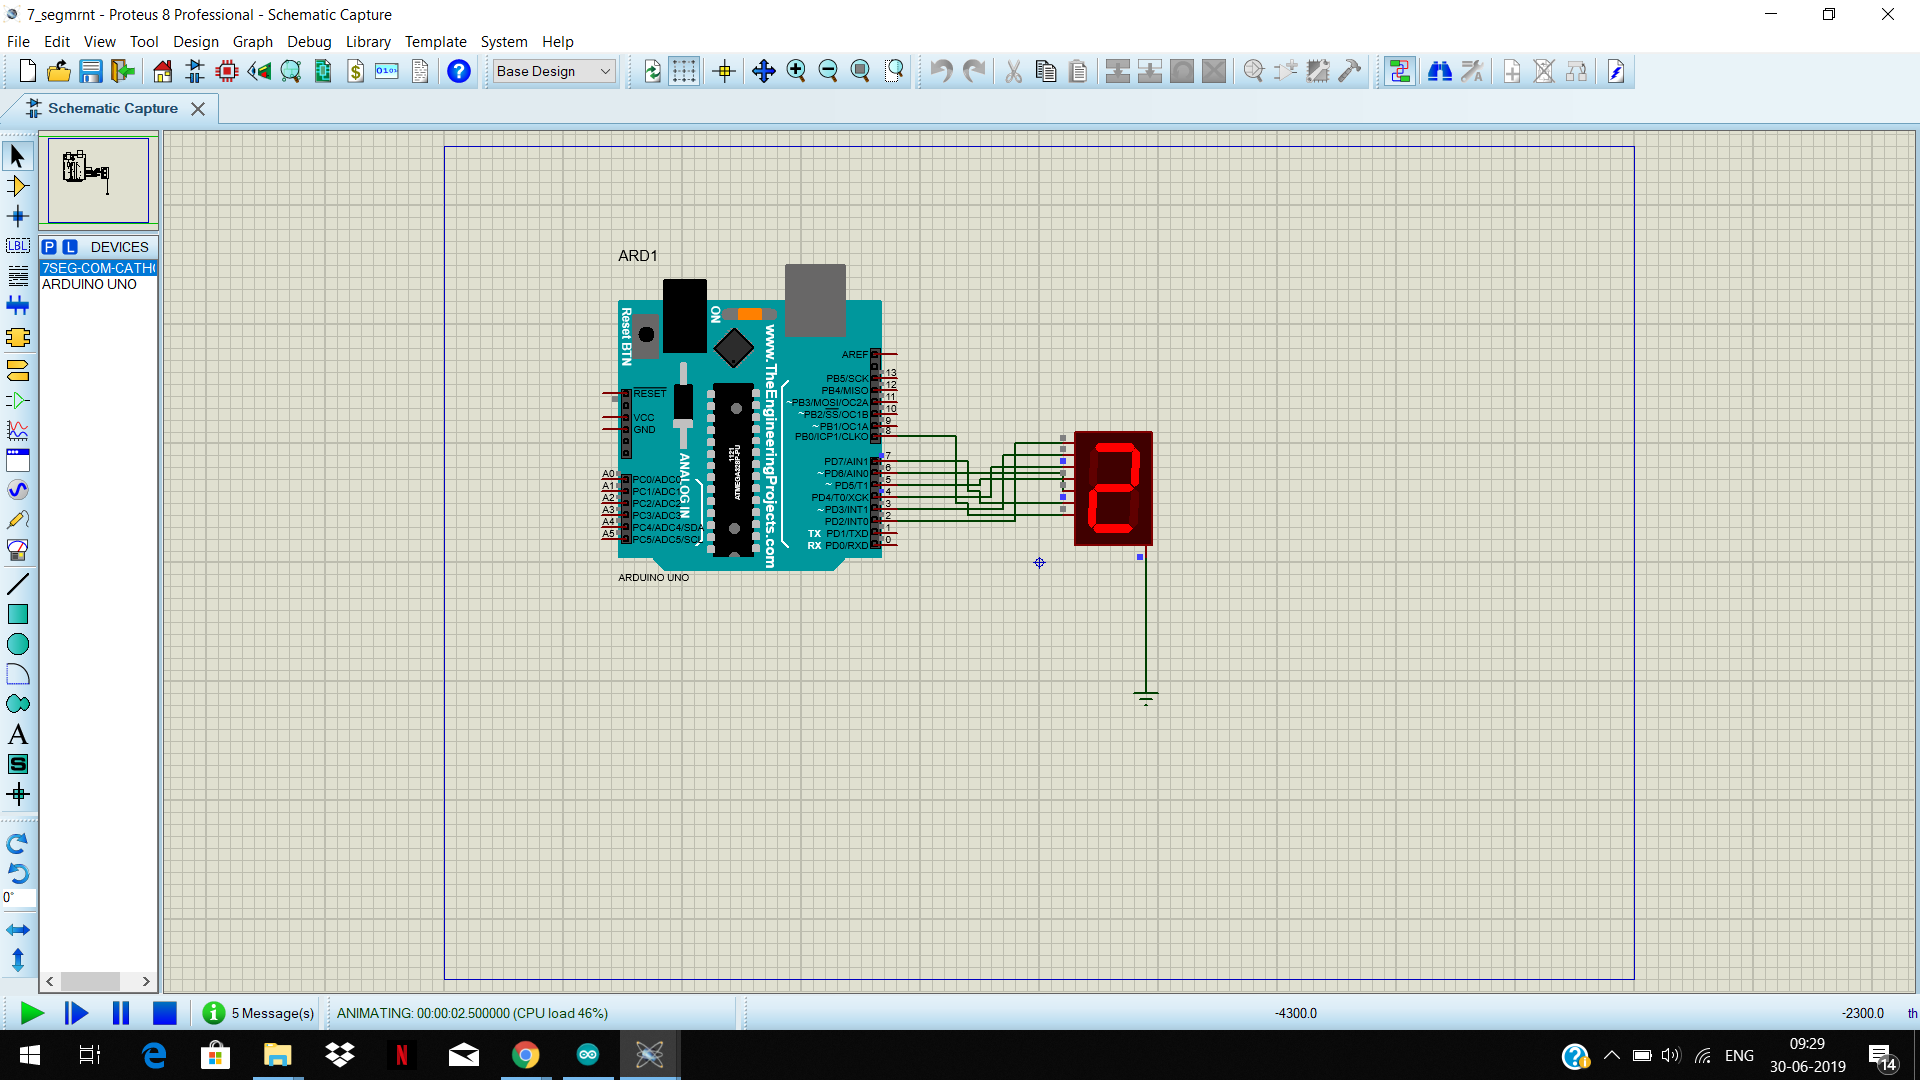 7_segmrnt - Proteus 8 Professional - Schematic Capture
File Edit View Tool Design Graph Debug Library Template System Help
Base Design
Schematic Capture
P L DEVICES
7SEG-COM-CATH
ARDUINO UNO
LBL
A
S
0°
ARD1
Reset BTN
ON
www.TheEngineeringProjects.com
RESET
VCC
GND
ANALOG IN
1121
ATMEGA328P-PU
A0 PC0/ADC0
A1 PC1/ADC1
A2 PC2/ADC2
A3 PC3/ADC3
A4 PC4/ADC4/SDA
A5 PC5/ADC5/SCL
AREF
PB5/SCK 13
PB4/MISO 12
~PB3/MOSI/OC2A 11
~PB2/SS/OC1B 10
~PB1/OC1A 9
PB0/ICP1/CLKO 8
PD7/AIN1 7
~PD6/AIN0 6
~PD5/T1 5
PD4/T0/XCK 4
~PD3/INT1 3
PD2/INT0 2
TX PD1/TXD 1
RX PD0/RXD 0
ARDUINO UNO
2
5 Message(s)
ANIMATING: 00:00:02.500000 (CPU load 46%)
-4300.0
-2300.0
th
ENG
09:29
30-06-2019
14